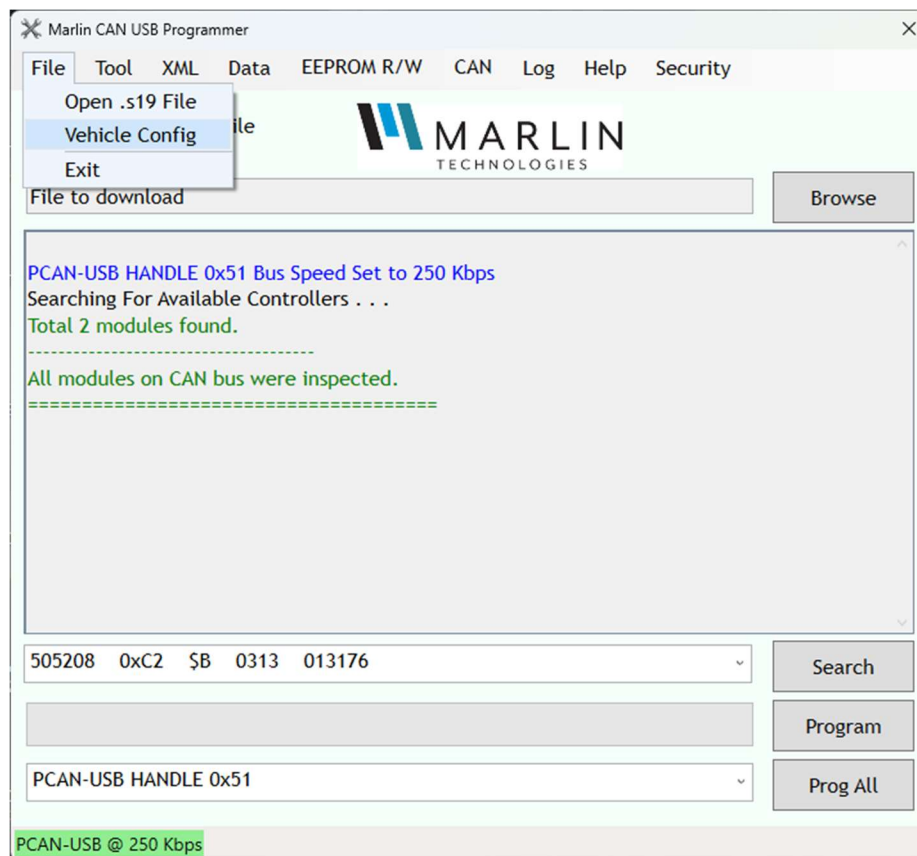 Marlin CAN USB Programmer
File Tool XML Data EEPROM R/W CAN Log Help Security
Open .s19 File
Vehicle Config
Exit
ile
MARLIN
TECHNOLOGIES
File to download
Browse
PCAN-USB HANDLE 0x51 Bus Speed Set to 250 Kbps
Searching For Available Controllers . . .
Total 2 modules found.
--------------------------------------
All modules on CAN bus were inspected.
======================================
505208 0xC2 $B 0313 013176
Search
Program
PCAN-USB HANDLE 0x51
Prog All
PCAN-USB @ 250 Kbps